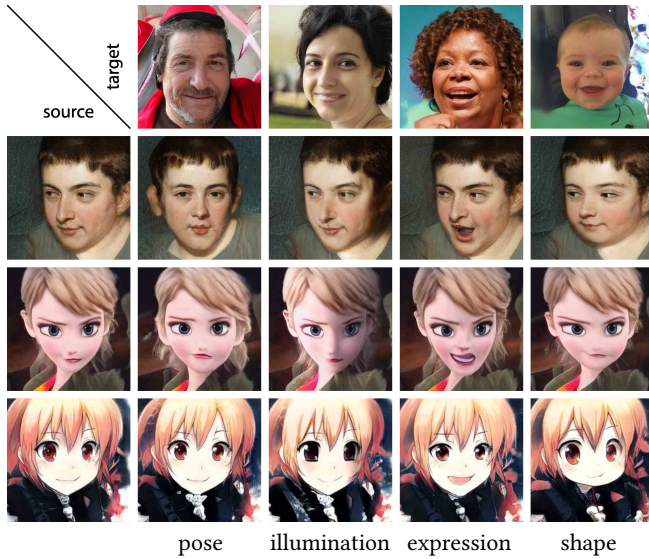 target
source
pose
illumination
expression
shape